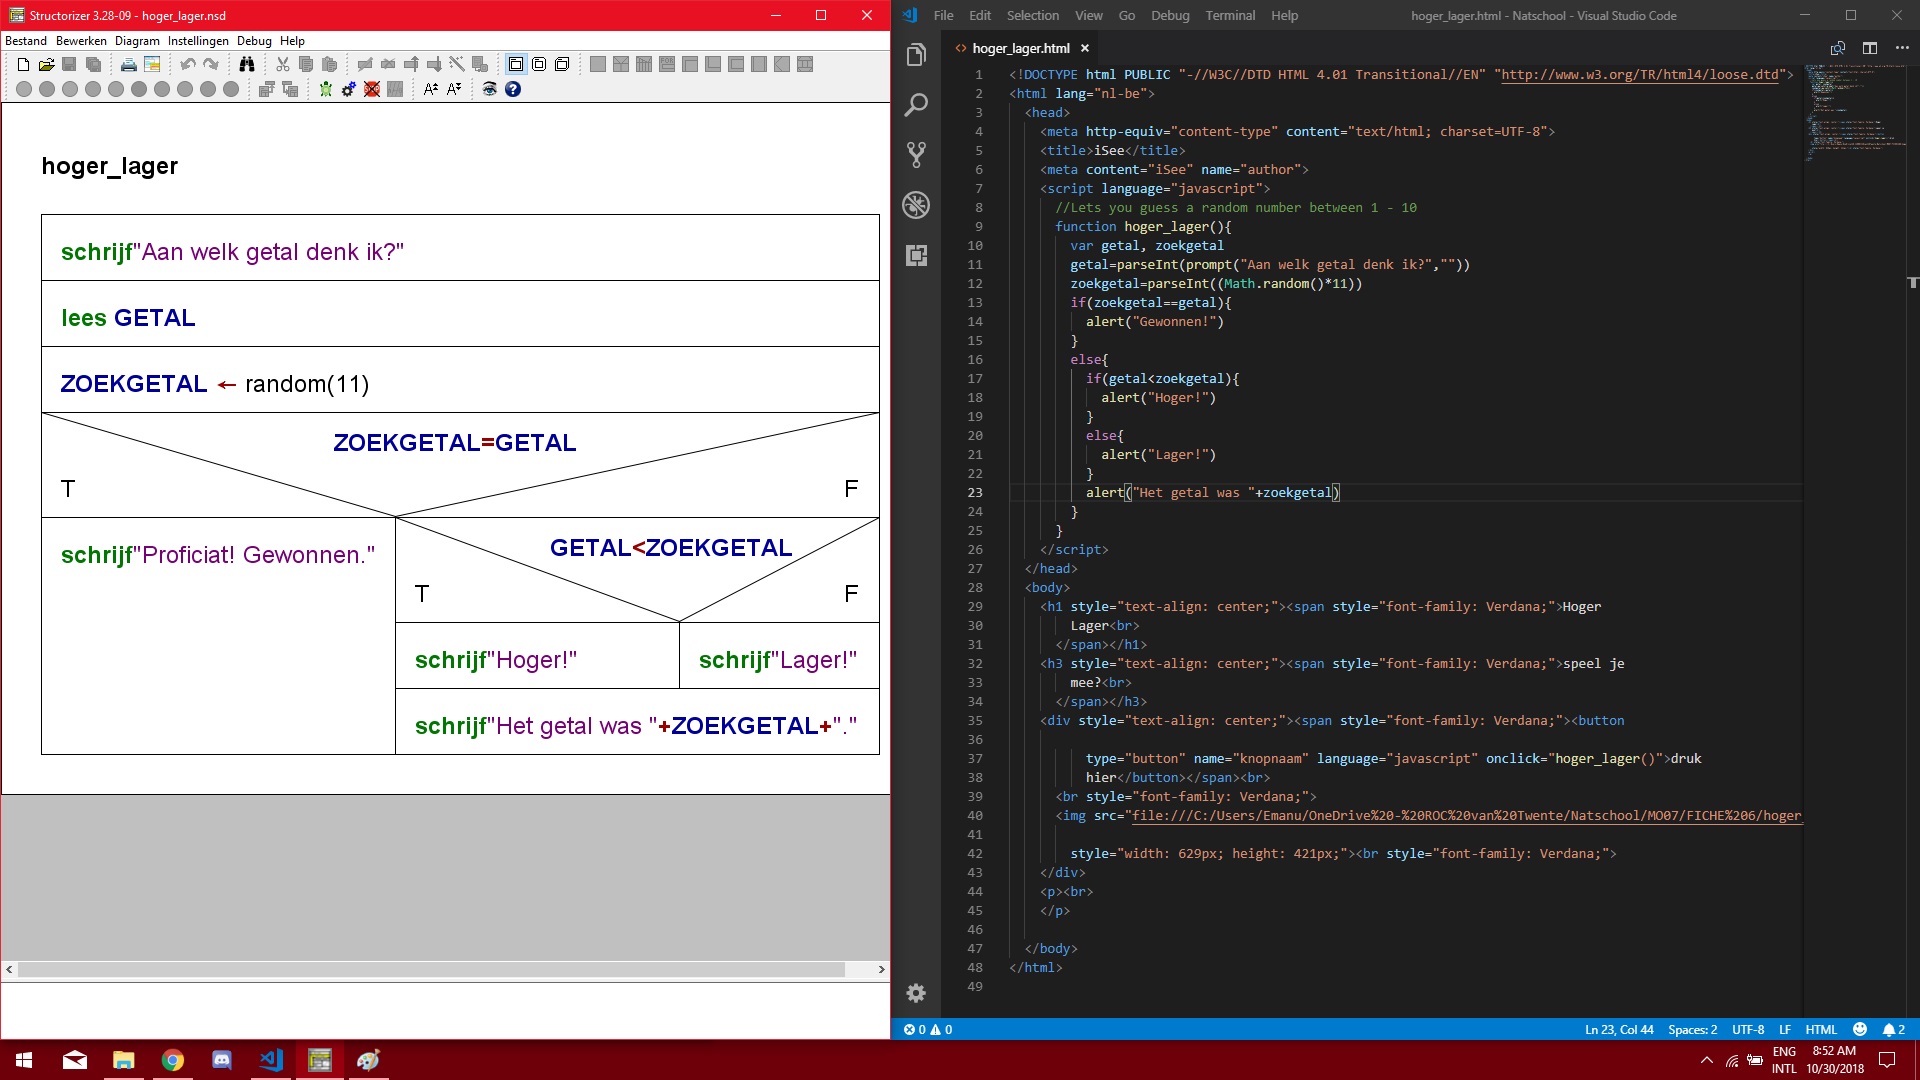 Structorizer 3.28-09 - hoger_lager.nsd
Bestand Bewerken Diagram Instellingen Debug Help
hoger_lager
schrijf"Aan welk getal denk ik?"
lees GETAL
ZOEKGETAL ← random(11)
ZOEKGETAL=GETAL
T F
schrijf"Proficiat! Gewonnen."
GETAL<ZOEKGETAL
T F
schrijf"Hoger!" schrijf"Lager!"
schrijf"Het getal was "+ZOEKGETAL+"."
File Edit Selection View Go Debug Terminal Help hoger_lager.html - Natschool - Visual Studio Code
<> hoger_lager.html ×
1 <!DOCTYPE html PUBLIC "-//W3C//DTD HTML 4.01 Transitional//EN" "http://www.w3.org/TR/html4/loose.dtd">
2 <html lang="nl-be">
3 <head>
4 <meta http-equiv="content-type" content="text/html; charset=UTF-8">
5 <title>iSee</title>
6 <meta content="iSee" name="author">
7 <script language="javascript">
8 //Lets you guess a random number between 1 - 10
9 function hoger_lager(){
10 var getal, zoekgetal
11 getal=parseInt(prompt("Aan welk getal denk ik?",""))
12 zoekgetal=parseInt((Math.random()*11))
13 if(zoekgetal==getal){
14 alert("Gewonnen!")
15 }
16 else{
17 if(getal<zoekgetal){
18 alert("Hoger!")
19 }
20 else{
21 alert("Lager!")
22 }
23 alert("Het getal was "+zoekgetal)
24 }
25 }
26 </script>
27 </head>
28 <body>
29 <h1 style="text-align: center;"><span style="font-family: Verdana;">Hoger
30 Lager<br>
31 </span></h1>
32 <h3 style="text-align: center;"><span style="font-family: Verdana;">speel je
33 mee?<br>
34 </span></h3>
35 <div style="text-align: center;"><span style="font-family: Verdana;"><button
36
37 type="button" name="knopnaam" language="javascript" onclick="hoger_lager()">druk
38 hier</button></span><br>
39 <br style="font-family: Verdana;">
40 <img src="file:///C:/Users/Emanu/OneDrive%20-%20ROC%20van%20Twente/Natschool/MO07/FICHE%206/hoger_
41
42 style="width: 629px; height: 421px;"><br style="font-family: Verdana;">
43 </div>
44 <p><br>
45 </p>
46
47 </body>
48 </html>
49
0 0 Ln 23, Col 44 Spaces: 2 UTF-8 LF HTML 2
ENG 8:52 AM
INTL 10/30/2018